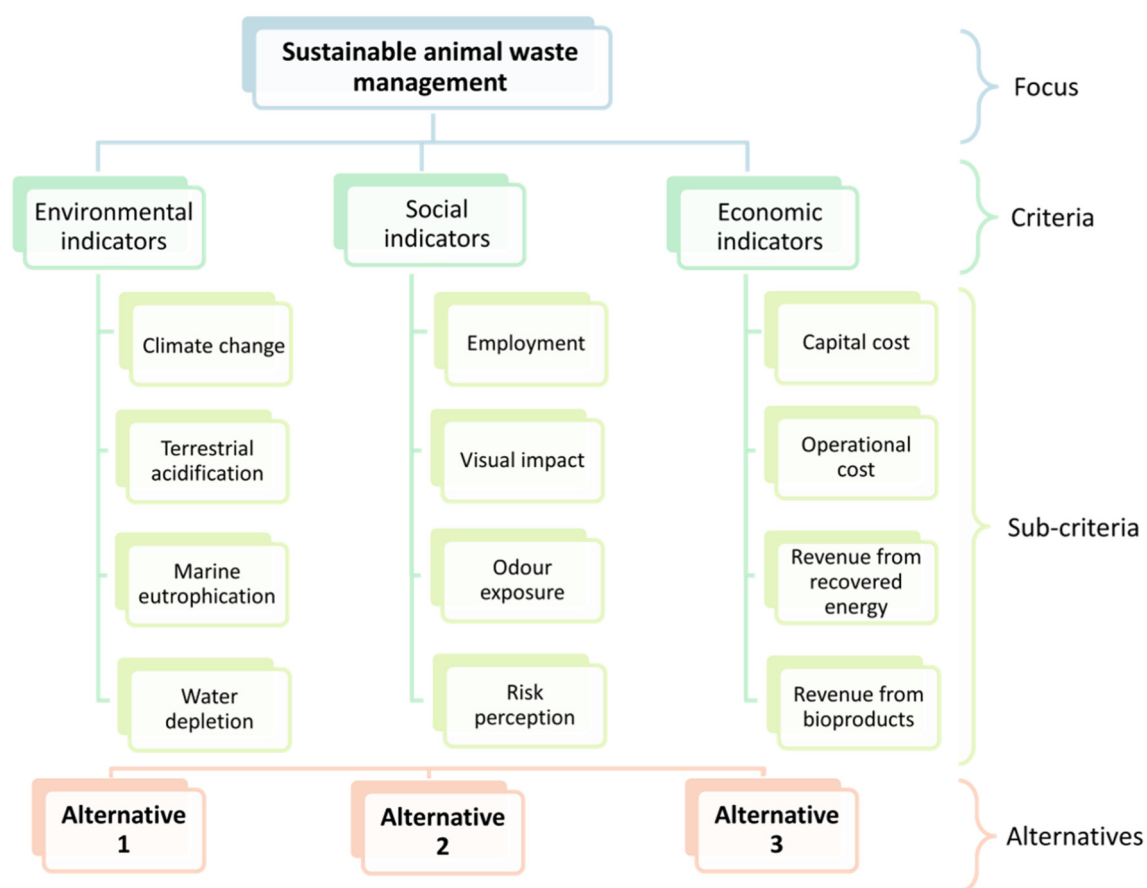 Sustainable animal waste
management
Focus
Environmental
indicators
Social
indicators
Economic
indicators
Criteria
Climate change
Employment
Capital cost
Terrestrial
acidification
Visual impact
Operational
cost
Sub-criteria
Marine
eutrophication
Odour
exposure
Revenue from
recovered
energy
Water
depletion
Risk
perception
Revenue from
bioproducts
Alternative
1
Alternative
2
Alternative
3
Alternatives